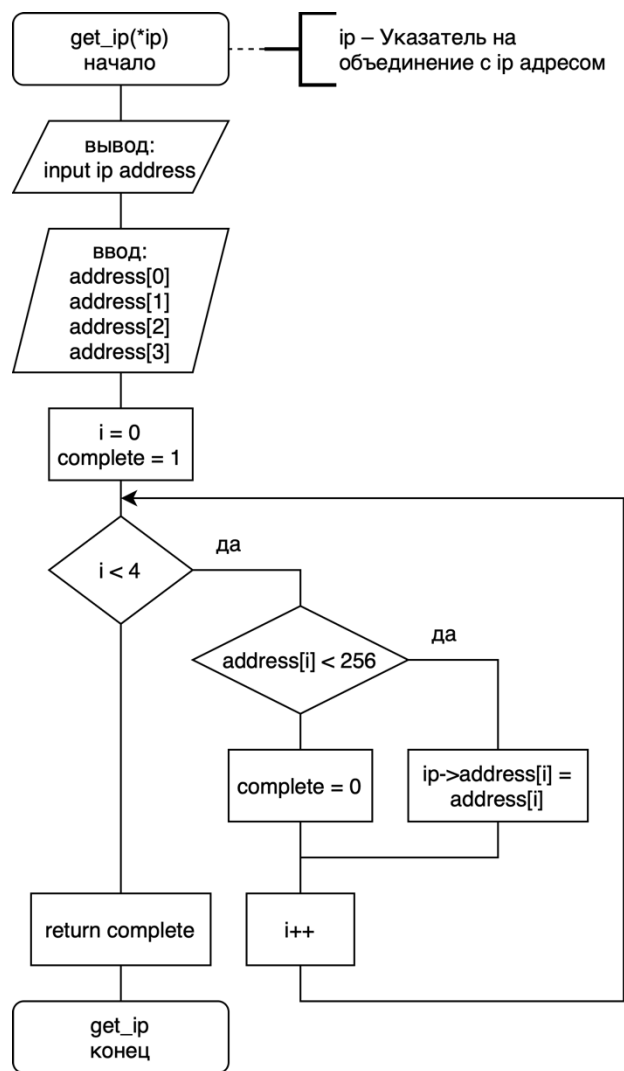 get_ip(*ip)
начало
ip – Указатель на
объединение с ip адресом
вывод:
input ip address
ввод:
address[0]
address[1]
address[2]
address[3]
i = 0
complete = 1
i < 4
да
address[i] < 256
да
complete = 0
ip->address[i] =
address[i]
i++
return complete
get_ip
конец